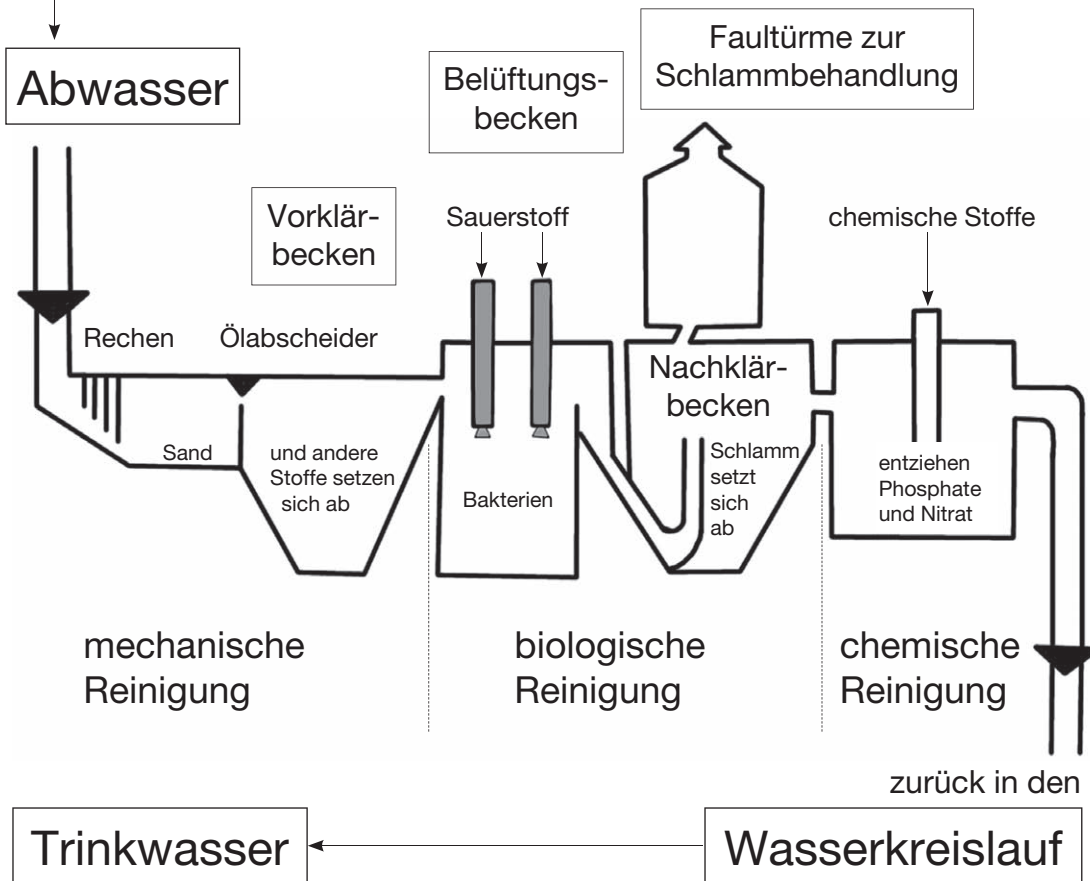 Abwasser
Belüftungs-
becken
Faultürme zur
Schlammbehandlung
Vorklär-
becken
Sauerstoff
chemische Stoffe
Rechen
Ölabscheider
Nachklär-
becken
Sand
und andere
Stoffe setzen
sich ab
Bakterien
Schlamm
setzt
sich
ab
entziehen
Phosphate
und Nitrat
mechanische
Reinigung
biologische
Reinigung
chemische
Reinigung
zurück in den
Trinkwasser
Wasserkreislauf